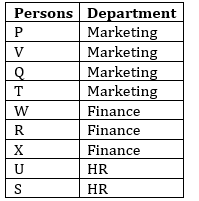 Persons Department
P Marketing
V Marketing
Q Marketing
T Marketing
W Finance
R Finance
X Finance
U HR
S HR